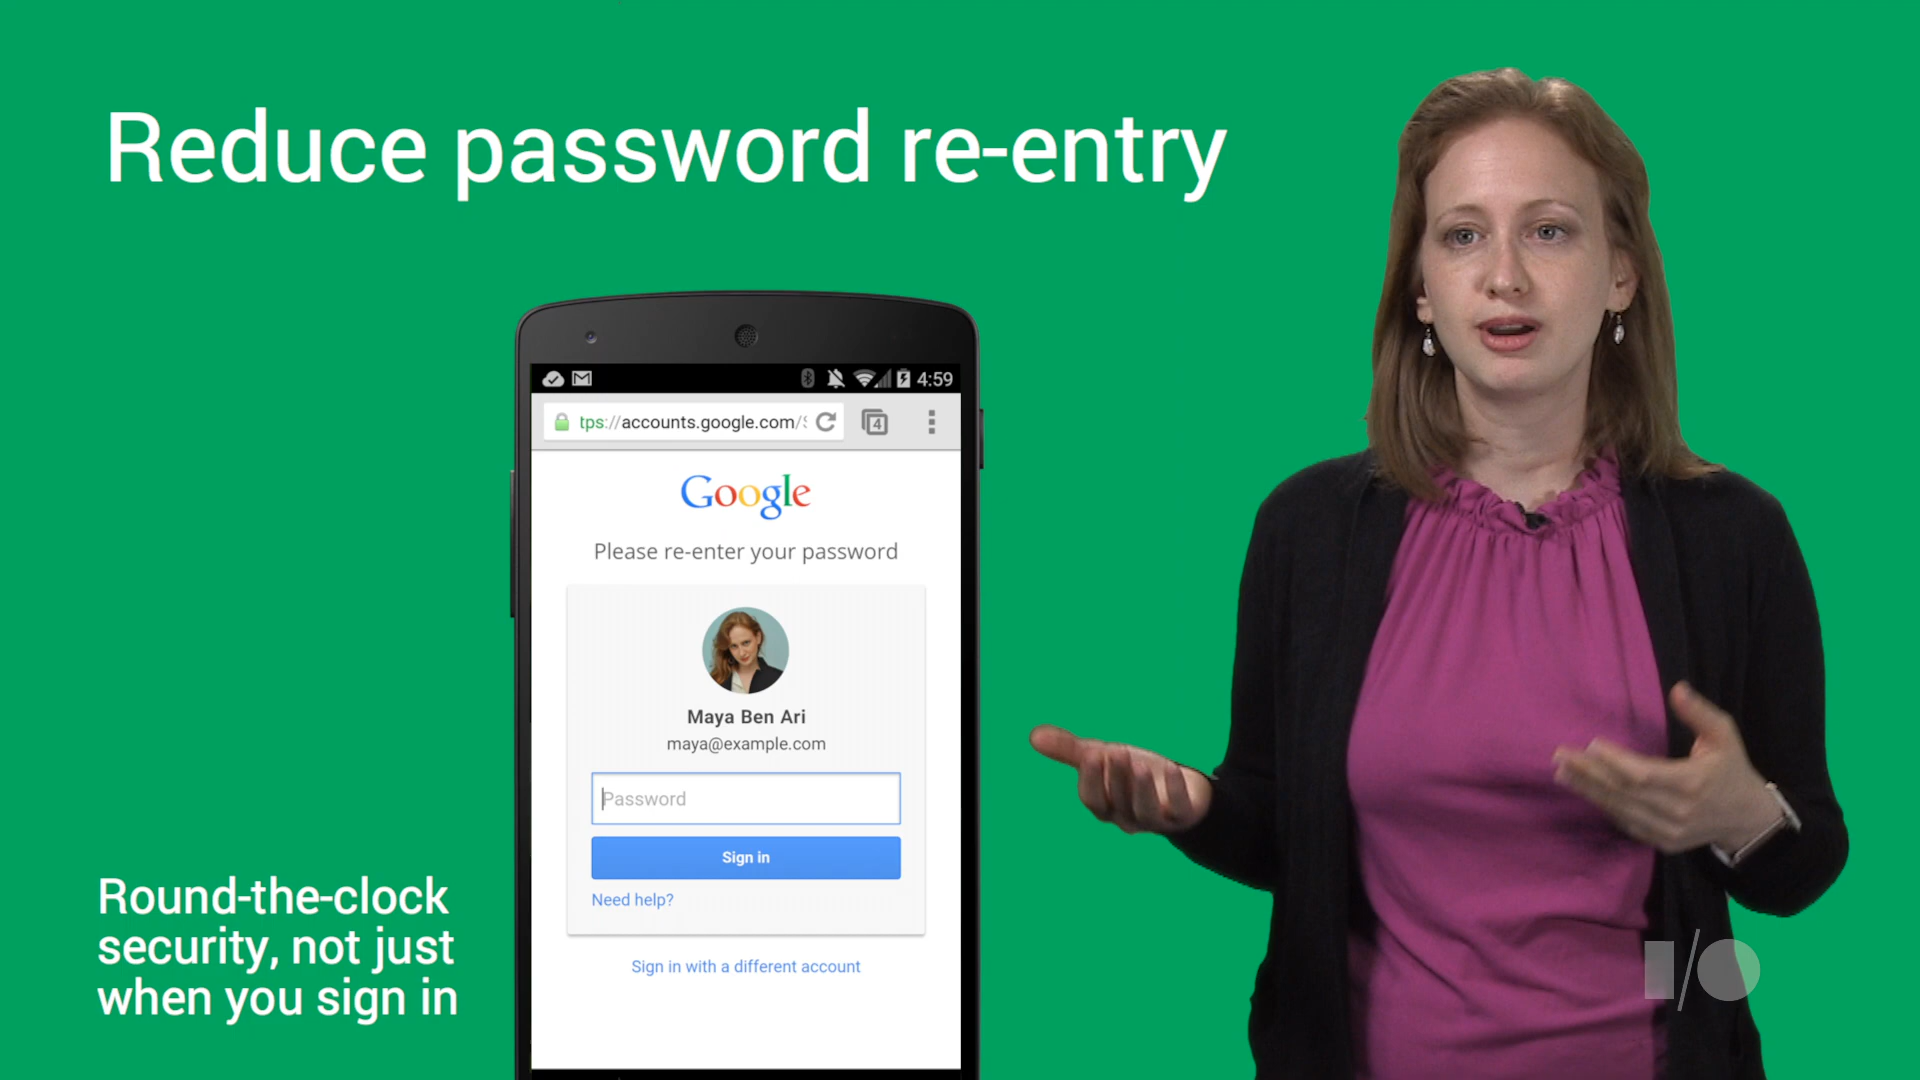 Reduce password re-entry
4:59
tps://accounts.google.com/S
4
Google
Please re-enter your password
Maya Ben Ari
maya@example.com
Password
Sign in
Need help?
Sign in with a different account
Round-the-clock
security, not just
when you sign in
I/O